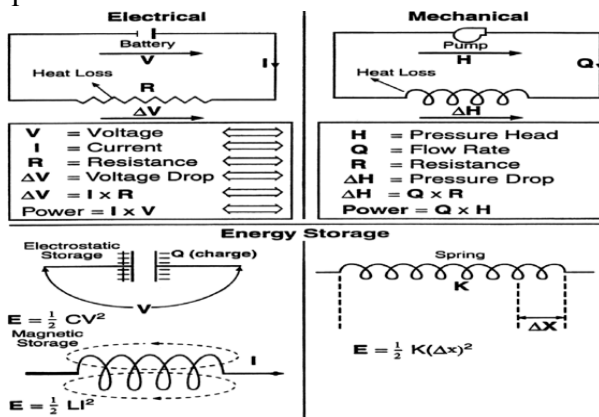 Electrical
Battery
V
I
Heat Loss
R
ΔV
V = Voltage
I = Current
R = Resistance
ΔV = Voltage Drop
ΔV = I x R
Power = I x V
Mechanical
Pump
H
Q
Heat Loss
ΔH
H = Pressure Head
Q = Flow Rate
R = Resistance
ΔH = Pressure Drop
ΔH = Q x R
Power = Q x H
Energy Storage
Electrostatic
Storage
Q (charge)
V
E = ½ CV²
Magnetic
Storage
I
E = ½ LI²
Spring
K
ΔX
E = ½ K(Δx)²